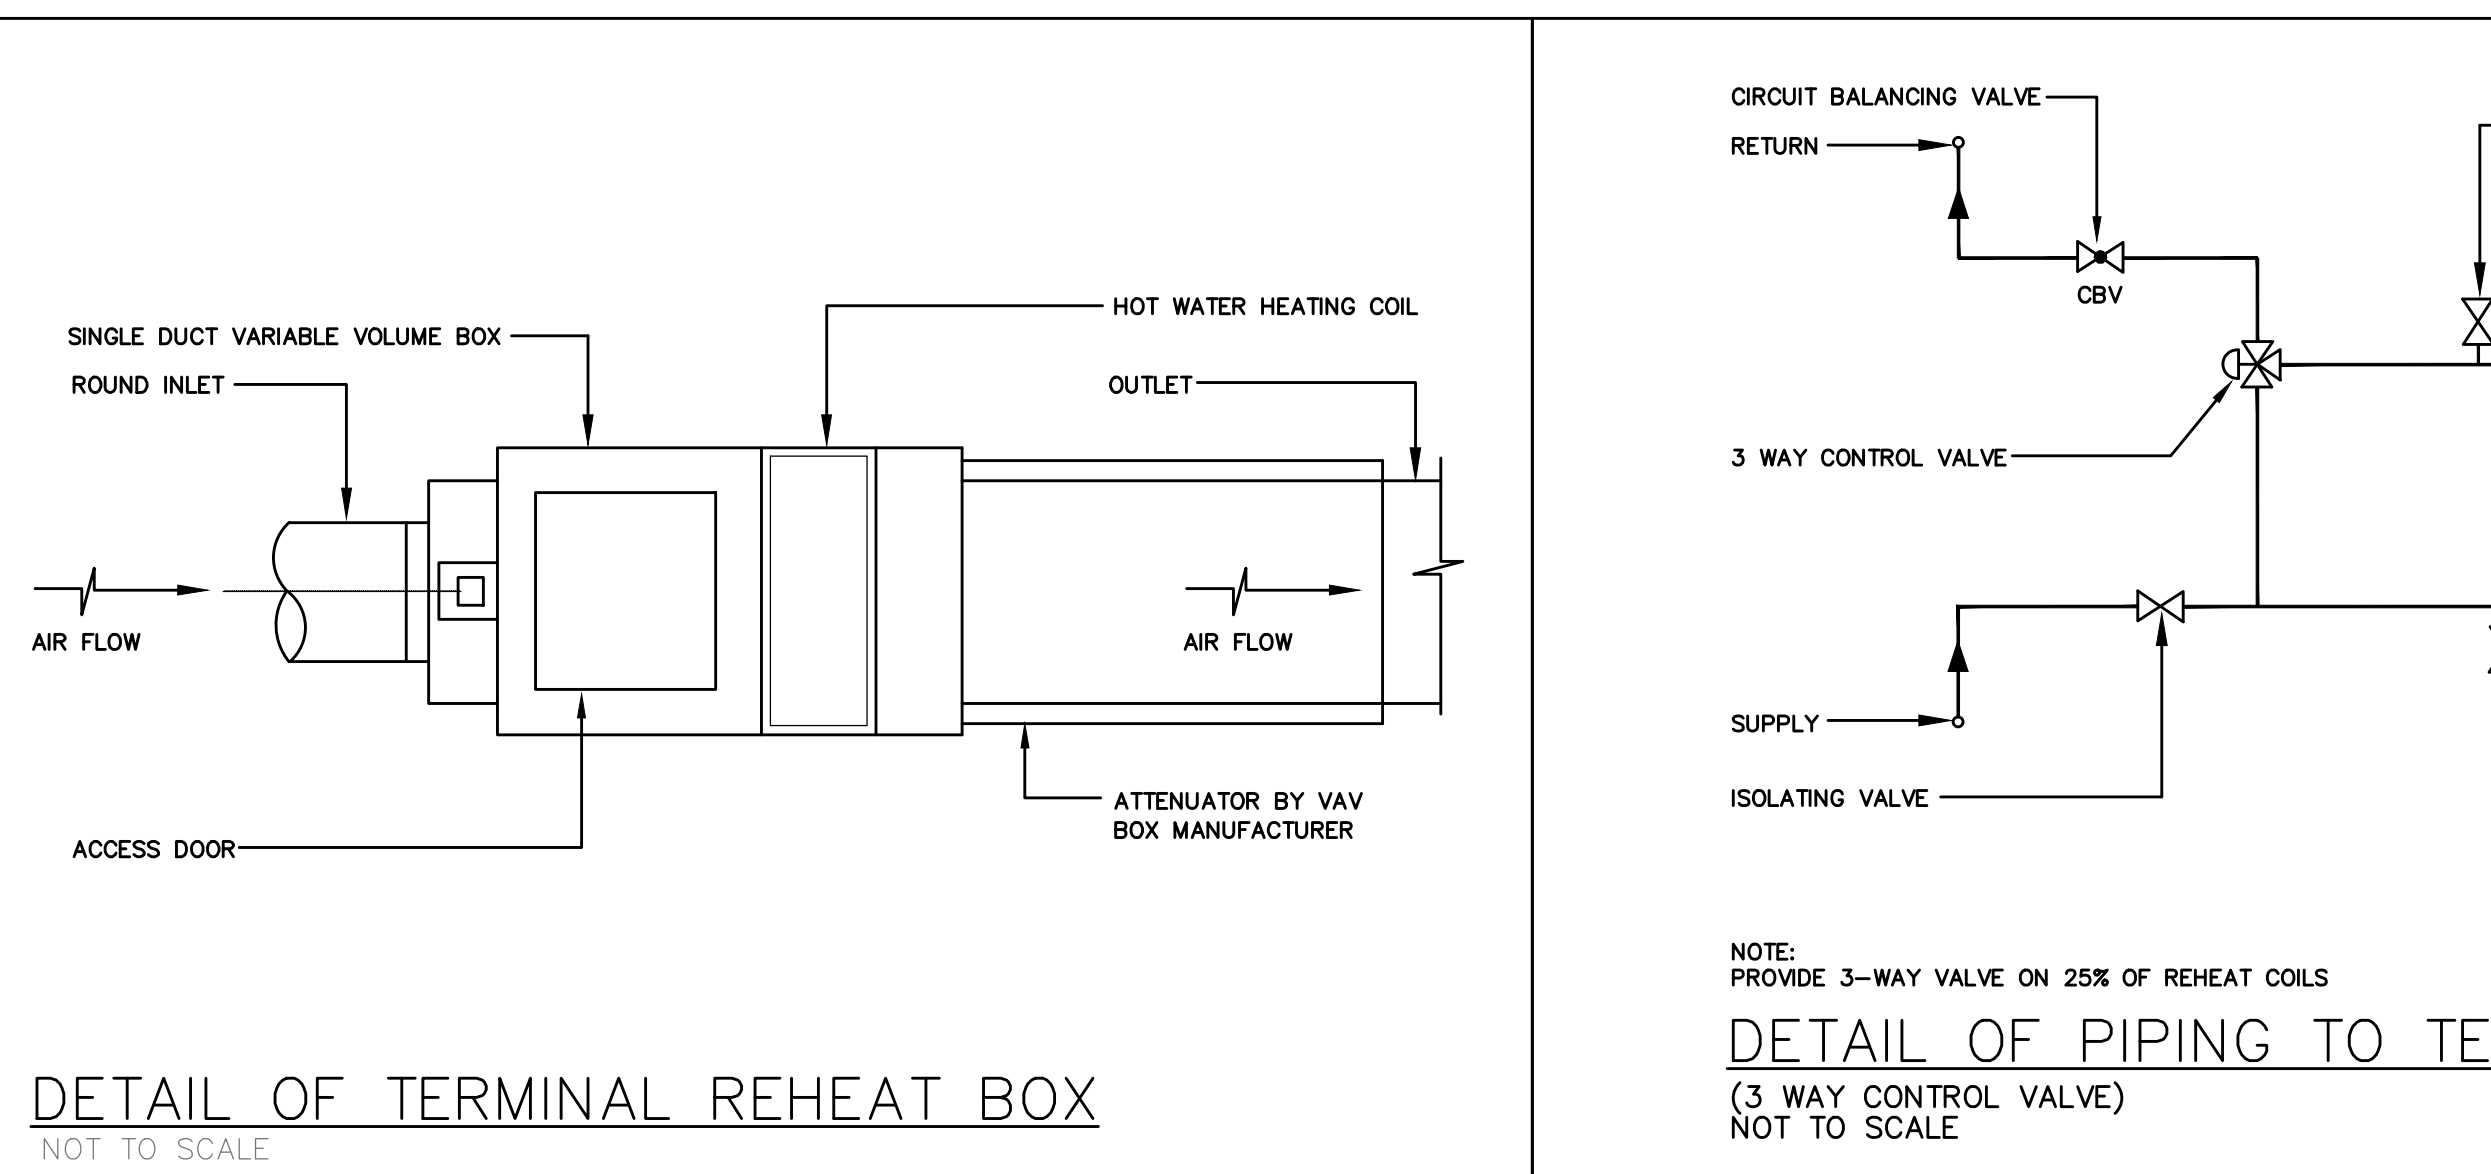 SINGLE DUCT VARIABLE VOLUME BOX
ROUND INLET
HOT WATER HEATING COIL
OUTLET
AIR FLOW
AIR FLOW
ATTENUATOR BY VAV
BOX MANUFACTURER
ACCESS DOOR
DETAIL OF TERMINAL REHEAT BOX
NOT TO SCALE
CIRCUIT BALANCING VALVE
RETURN
CBV
3 WAY CONTROL VALVE
SUPPLY
ISOLATING VALVE
NOTE:
PROVIDE 3-WAY VALVE ON 25% OF REHEAT COILS
DETAIL OF PIPING TO TE
(3 WAY CONTROL VALVE)
NOT TO SCALE